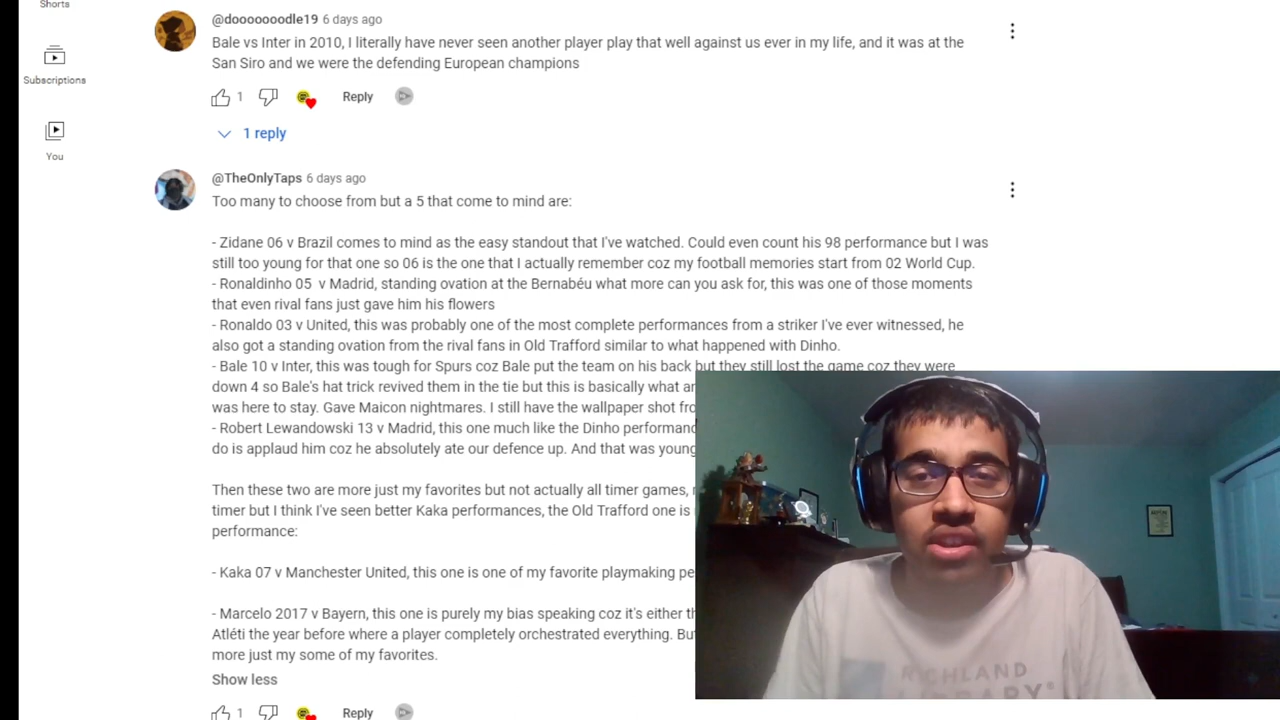 Shorts
@dooooooodle19 6 days ago
Bale vs Inter in 2010, I literally have never seen another player play that well against us ever in my life, and it was at the
San Siro and we were the defending European champions
1
Reply
Subscriptions
1 reply
You
@TheOnlyTaps 6 days ago
Too many to choose from but a 5 that come to mind are:
- Zidane 06 v Brazil comes to mind as the easy standout that I've watched. Could even count his 98 performance but I was
still too young for that one so 06 is the one that I actually remember coz my football memories start from 02 World Cup.
- Ronaldinho 05 v Madrid, standing ovation at the Bernabéu what more can you ask for, this was one of those moments
that even rival fans just gave him his flowers
- Ronaldo 03 v United, this was probably one of the most complete performances from a striker I've ever witnessed, he
also got a standing ovation from the rival fans in Old Trafford similar to what happened with Dinho.
- Bale 10 v Inter, this was tough for Spurs coz Bale put the team on his back but they still lost the game coz they were
down 4 so Bale's hat trick revived them in the tie but this is basically what
was here to stay. Gave Maicon nightmares. I still have the wallpaper shot
- Robert Lewandowski 13 v Madrid, this one much like the Dinho
do is applaud him coz he absolutely ate our defence up. And that was
Then these two are more just my favorites but not actually all timer games,
timer but I think I've seen better Kaka performances, the Old Trafford one is
performance:
- Kaka 07 v Manchester United, this one is one of my favorite playmaking
- Marcelo 2017 v Bayern, this one is purely my bias speaking coz it's either
Atléti the year before where a player completely orchestrated everything.
more just my some of my favorites.
Show less
1
Reply
RICHLAND
LIBRARY